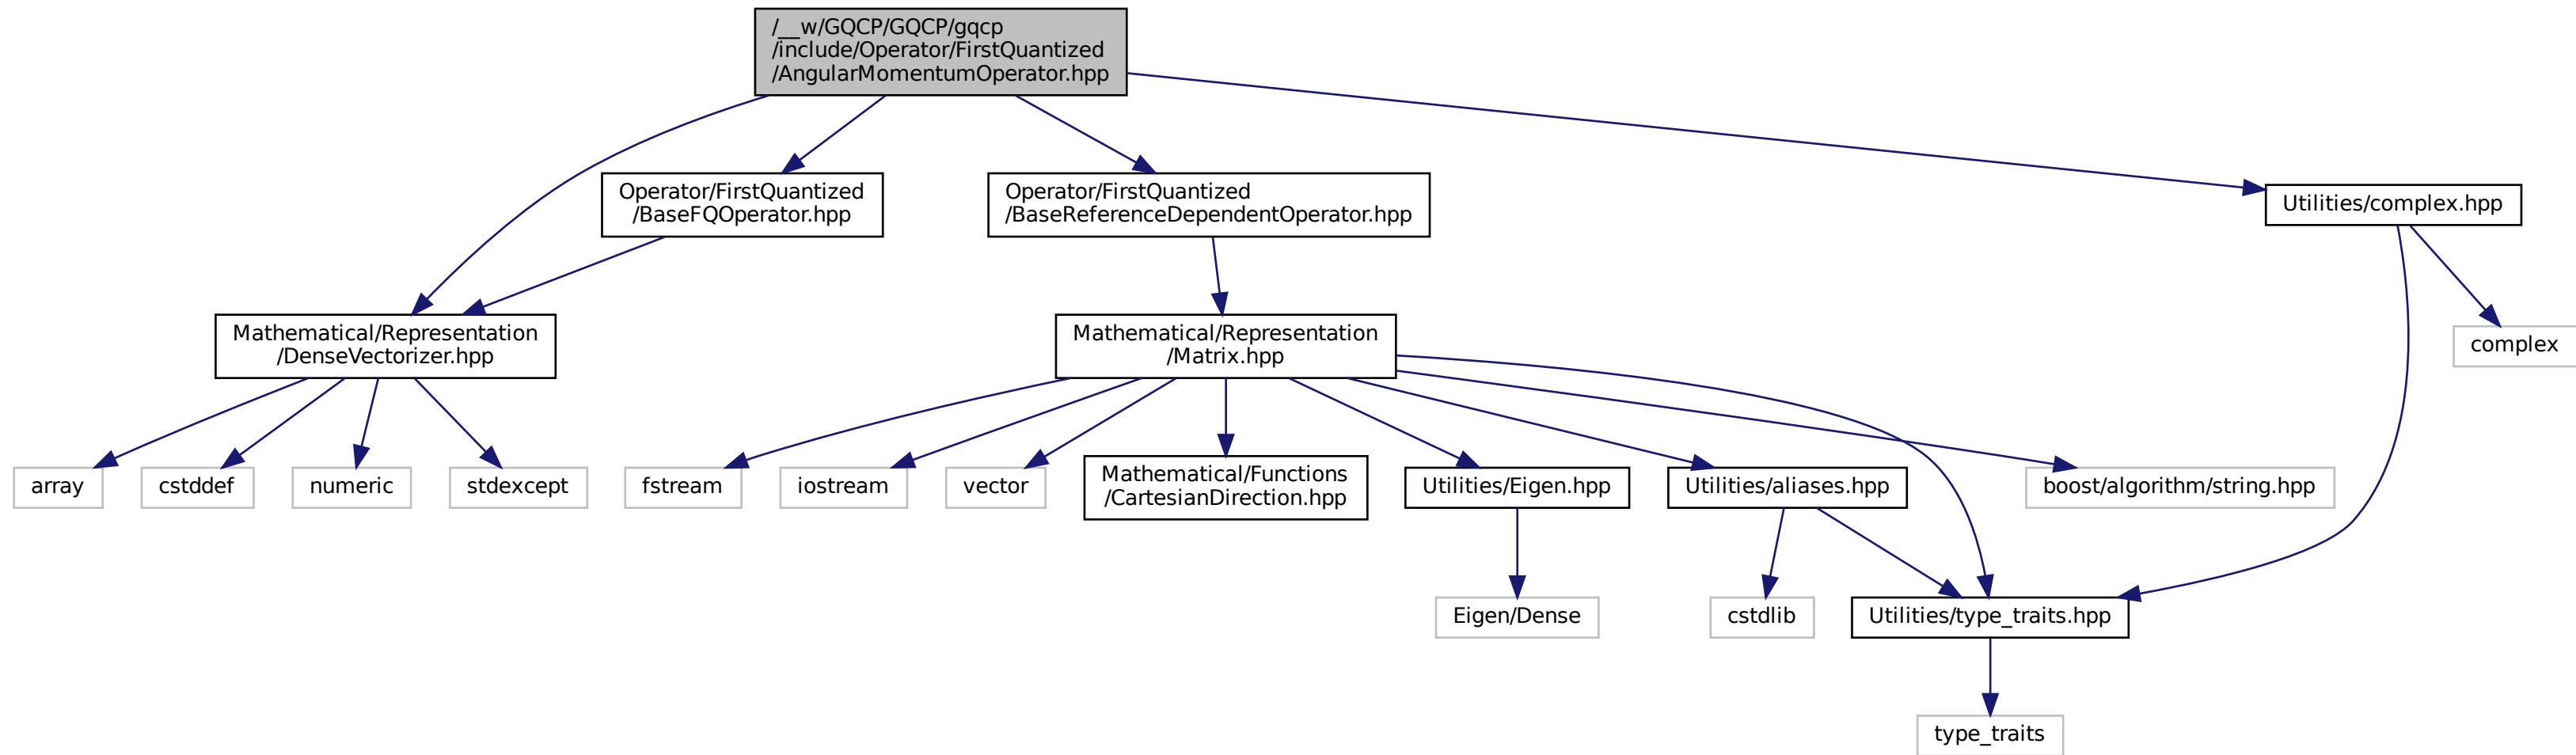 /__w/GQCP/GQCP/gqcp
/include/Operator/FirstQuantized
/AngularMomentumOperator.hpp
Operator/FirstQuantized
/BaseFQOperator.hpp
Operator/FirstQuantized
/BaseReferenceDependentOperator.hpp
Utilities/complex.hpp
Mathematical/Representation
/DenseVectorizer.hpp
Mathematical/Representation
/Matrix.hpp
complex
array
cstddef
numeric
stdexcept
fstream
iostream
vector
Mathematical/Functions
/CartesianDirection.hpp
Utilities/Eigen.hpp
Utilities/aliases.hpp
boost/algorithm/string.hpp
Eigen/Dense
cstdlib
Utilities/type_traits.hpp
type_traits